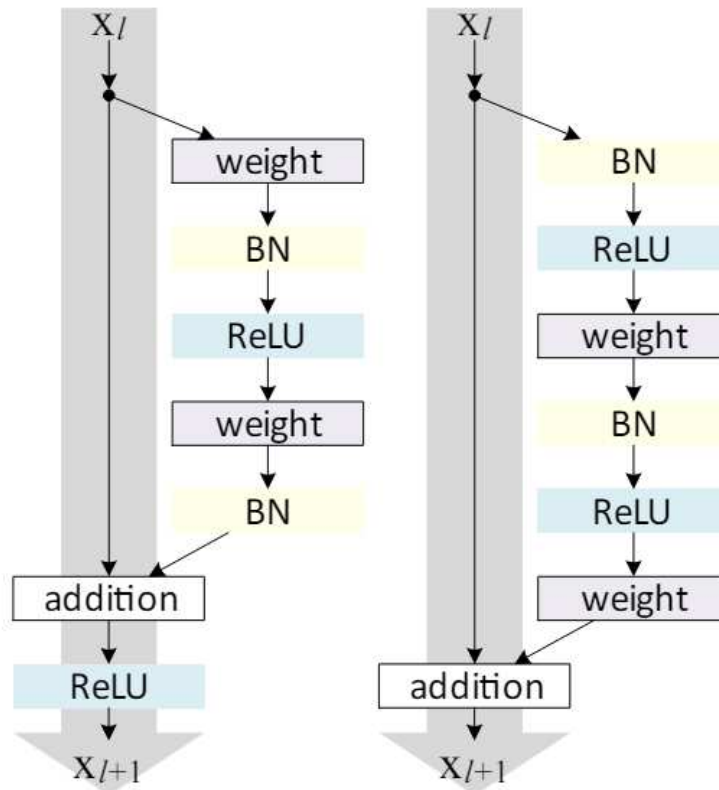 Xl
weight
BN
ReLU
weight
BN
addition
ReLU
Xl+1
Xl
BN
ReLU
weight
BN
ReLU
weight
addition
Xl+1